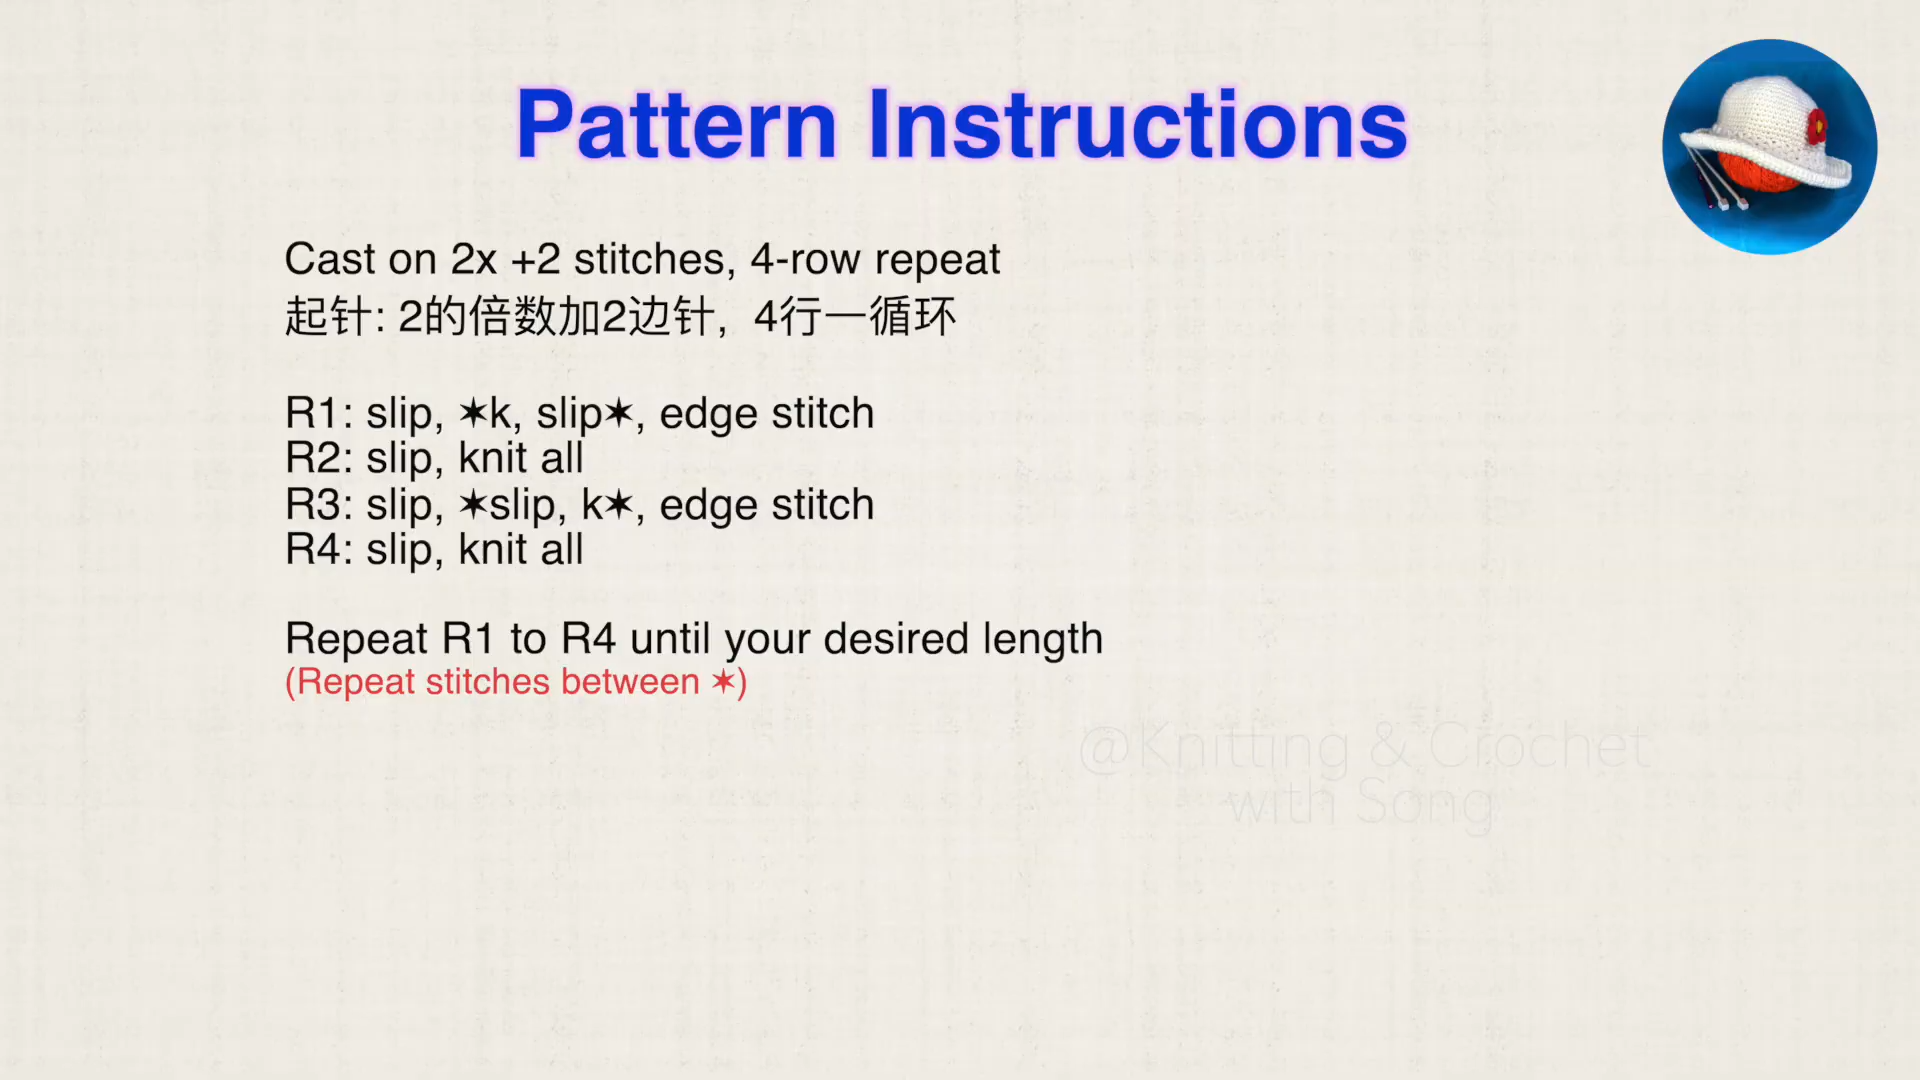 Pattern Instructions
Cast on 2x +2 stitches, 4-row repeat
起针: 2的倍数加2边针,  4行一循环
R1: slip, ✶k, slip✶, edge stitch
R2: slip, knit all
R3: slip, ✶slip, k✶, edge stitch
R4: slip, knit all
Repeat R1 to R4 until your desired length
(Repeat stitches between ✶)
@Knitting & Crochet
with Song